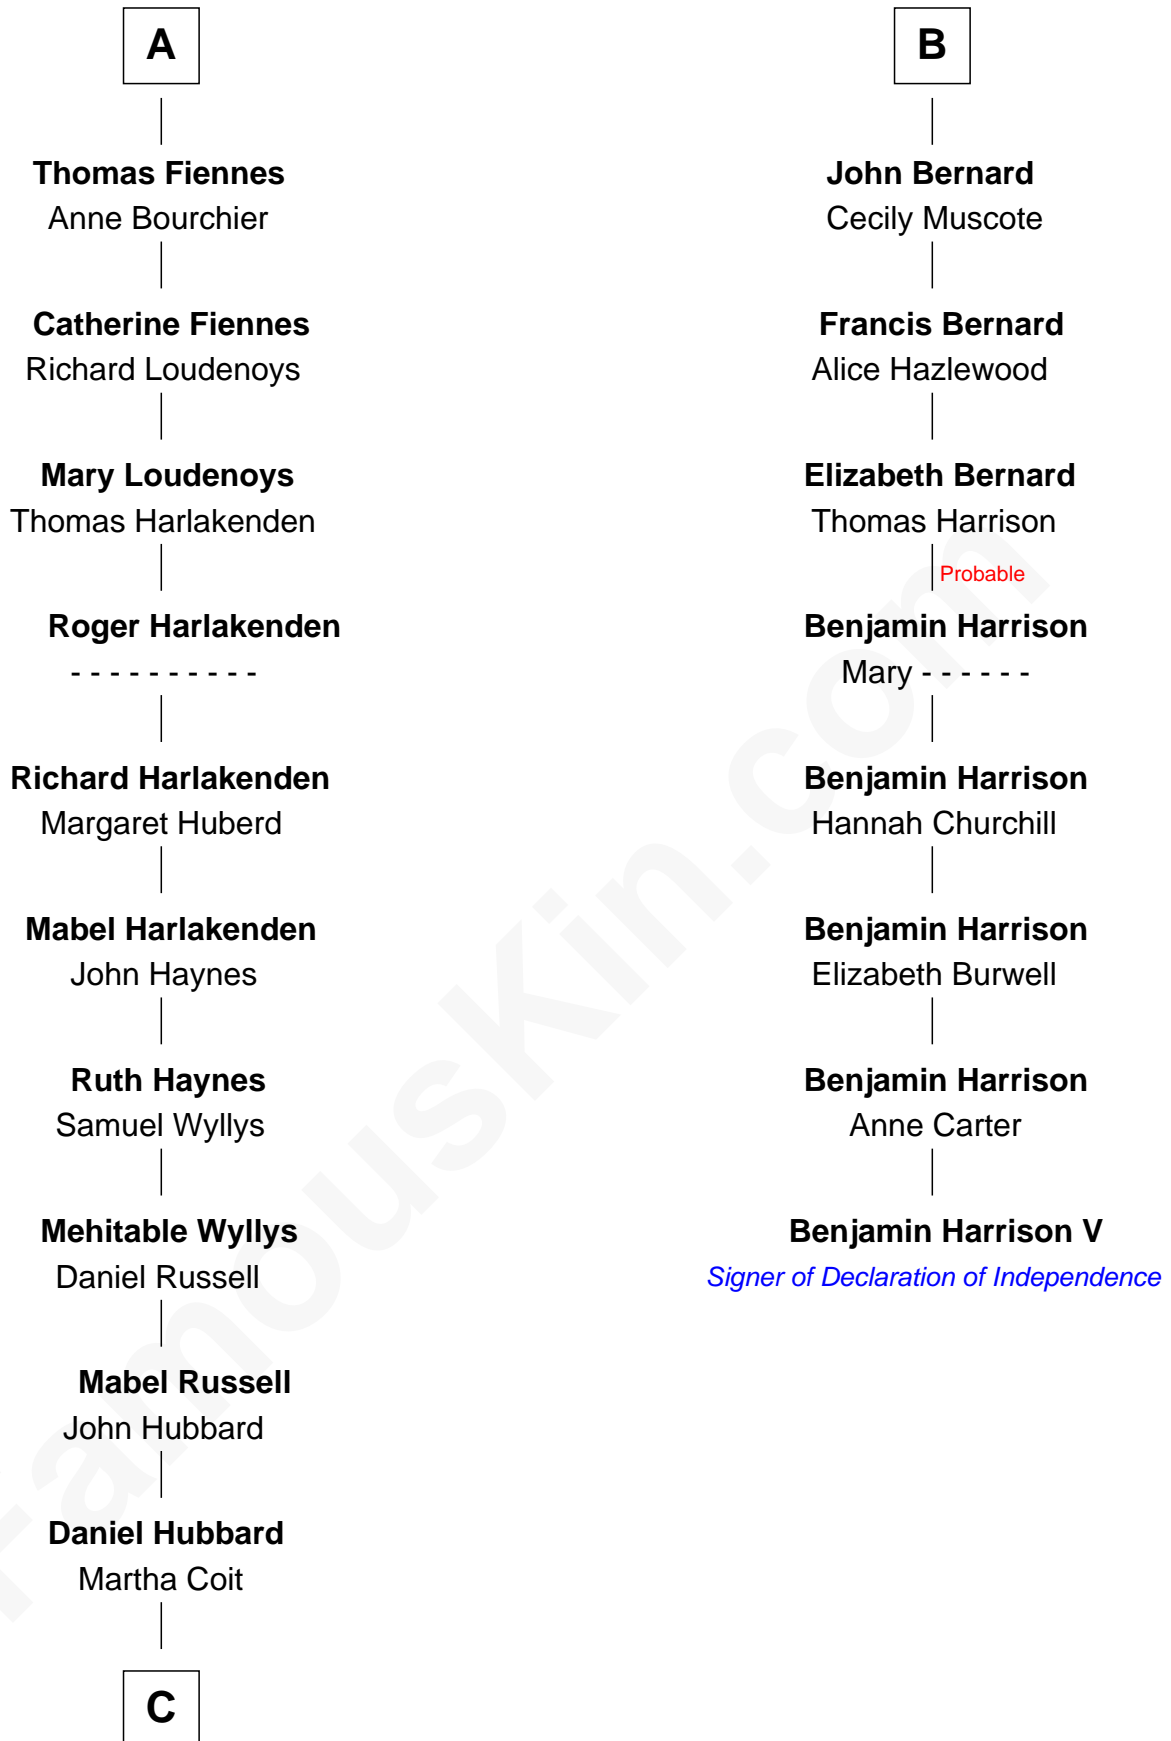 A
Thomas Fiennes
Anne Bourchier
Catherine Fiennes
Richard Loudenoys
Mary Loudenoys
Thomas Harlakenden
Roger Harlakenden
- - - - - - - - - -
Richard Harlakenden
Margaret Huberd
Mabel Harlakenden
John Haynes
Ruth Haynes
Samuel Wyllys
Mehitable Wyllys
Daniel Russell
Mabel Russell
John Hubbard
Daniel Hubbard
Martha Coit
C
B
John Bernard
Cecily Muscote
Francis Bernard
Alice Hazlewood
Elizabeth Bernard
Thomas Harrison
Probable
Benjamin Harrison
Mary - - - - - -
Benjamin Harrison
Hannah Churchill
Benjamin Harrison
Elizabeth Burwell
Benjamin Harrison
Anne Carter
Benjamin Harrison V
Signer of Declaration of Independence
FamousKin.com